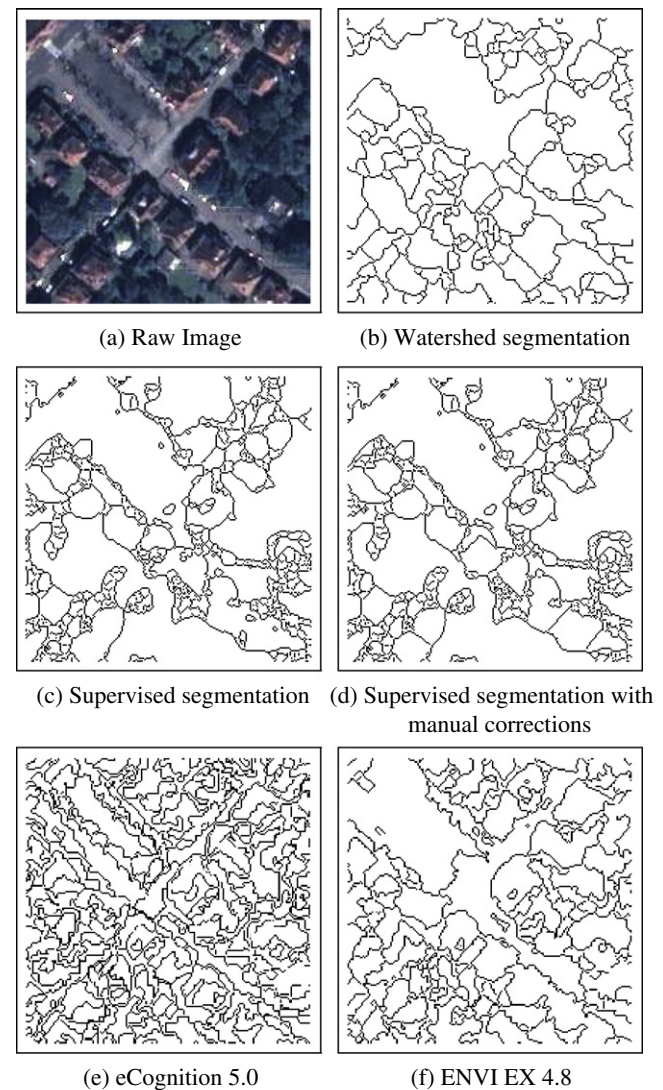 (a) Raw Image
(b) Watershed segmentation
(c) Supervised segmentation
(d) Supervised segmentation with
manual corrections
(e) eCognition 5.0
(f) ENVI EX 4.8